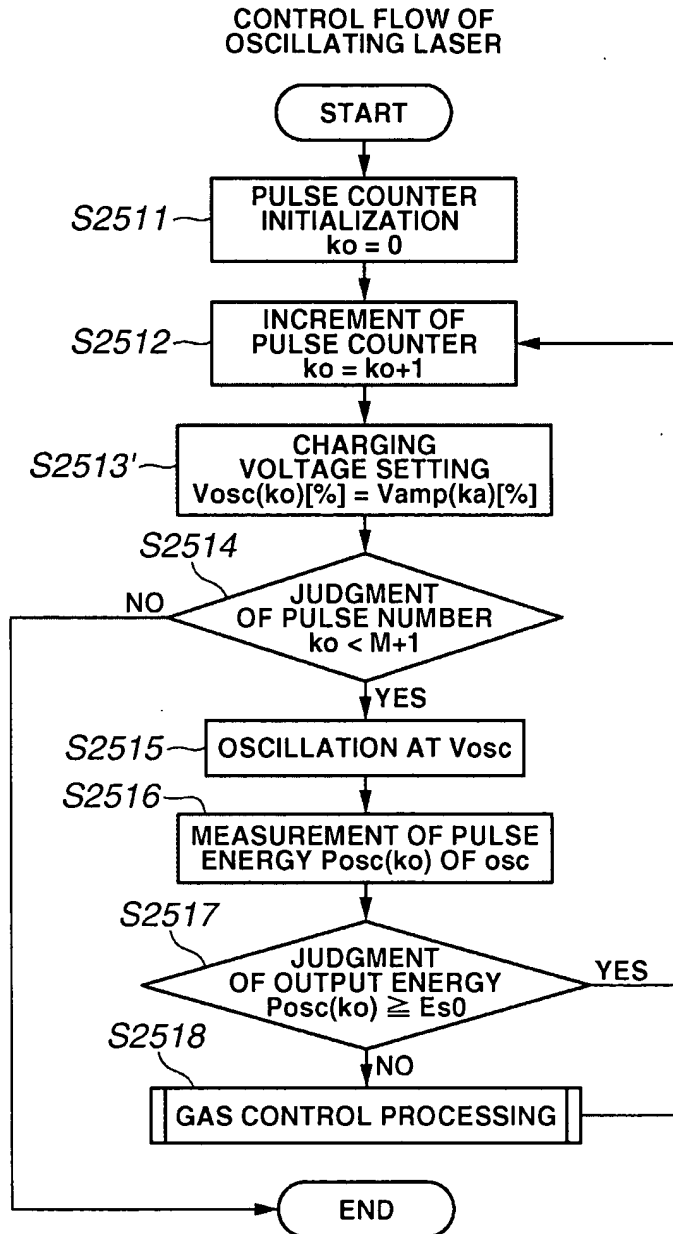 CONTROL FLOW OF
OSCILLATING LASER
START
S2511
PULSE COUNTER
INITIALIZATION
ko = 0
S2512
INCREMENT OF
PULSE COUNTER
ko = ko+1
S2513'
CHARGING
VOLTAGE SETTING
Vosc(ko)[%] = Vamp(ka)[%]
S2514
NO
JUDGMENT
OF PULSE NUMBER
ko < M+1
YES
S2515
OSCILLATION AT Vosc
S2516
MEASUREMENT OF PULSE
ENERGY Posc(ko) OF osc
S2517
JUDGMENT
OF OUTPUT ENERGY
Posc(ko) ≧ Es0
YES
S2518
NO
GAS CONTROL PROCESSING
END